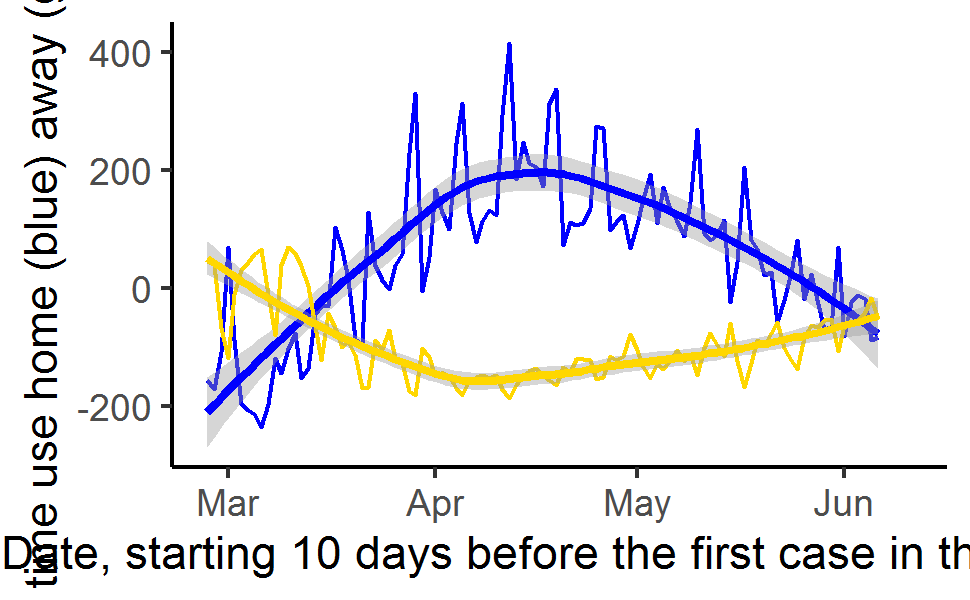 time use home (blue) away (
400
200
0
-200
Mar Apr May Jun
Date, starting 10 days before the first case in th